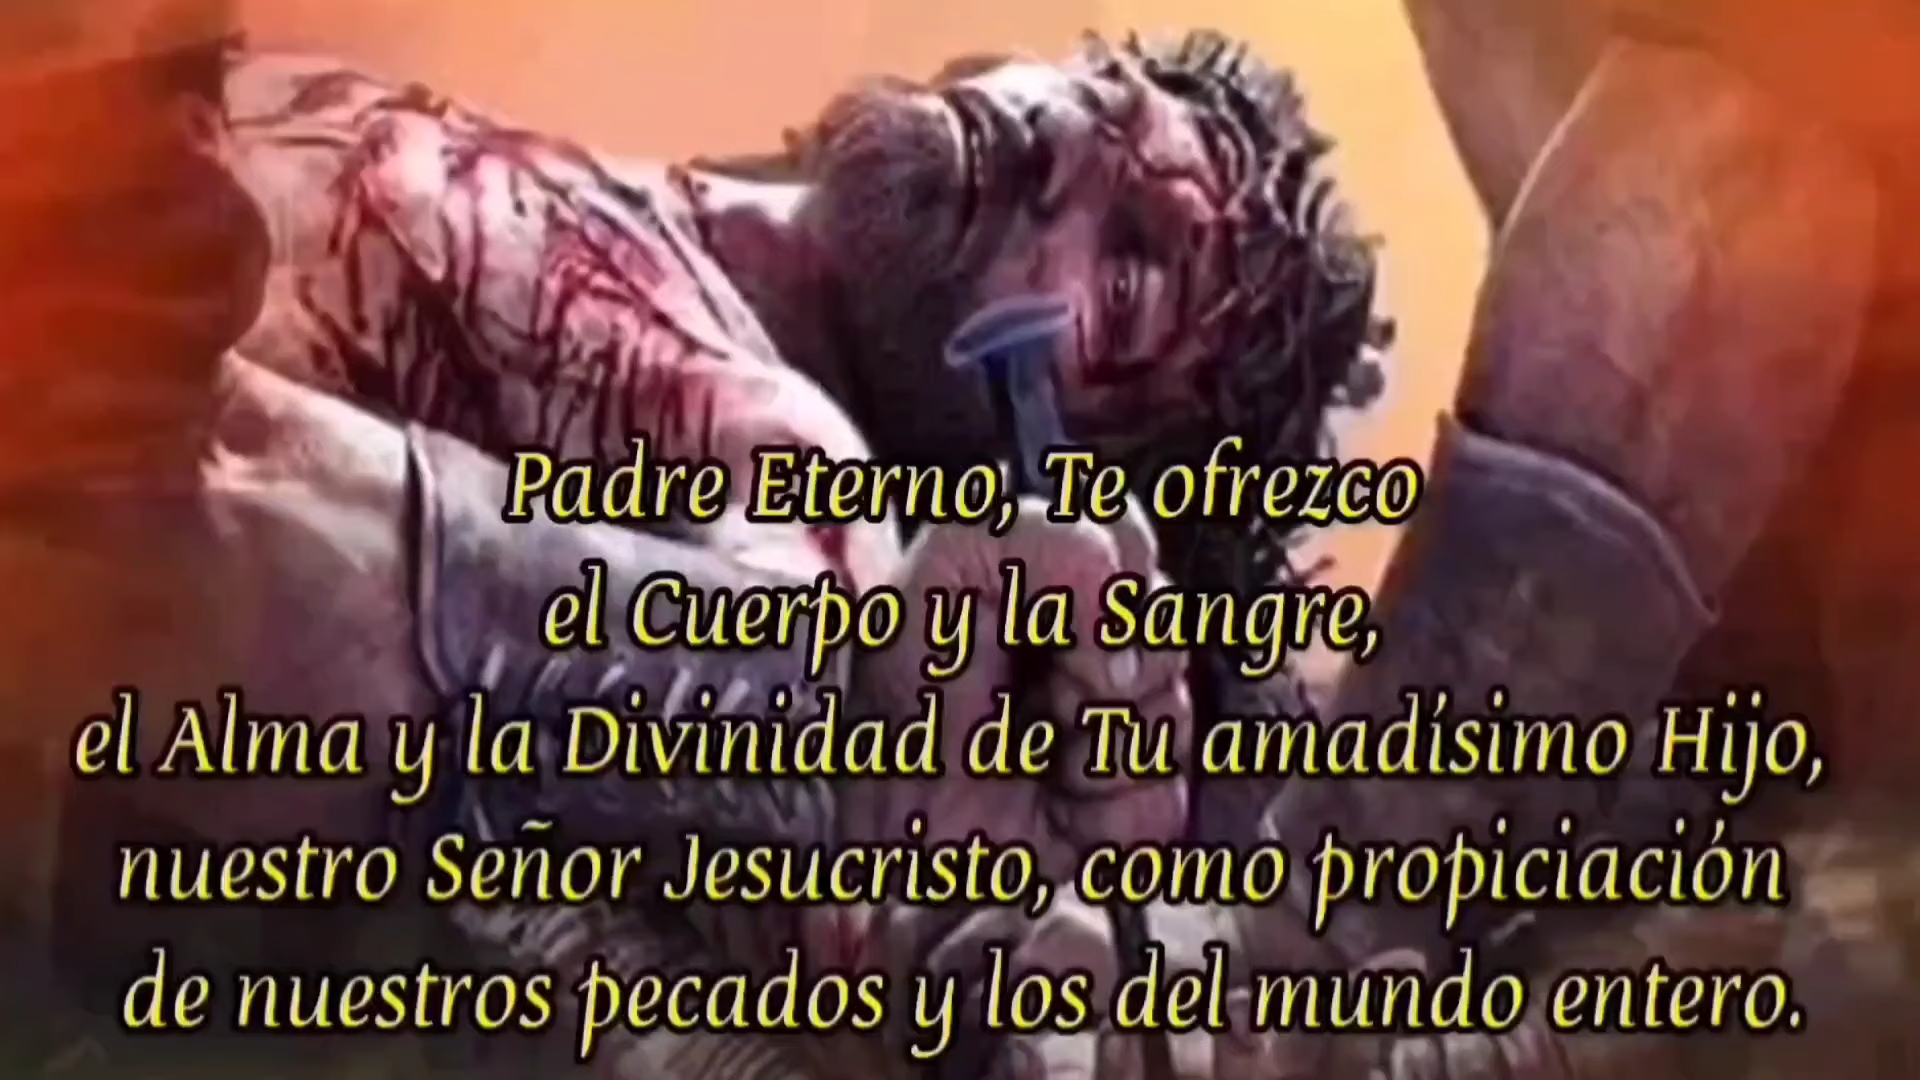 Padre Eterno, Te ofrezco
el Cuerpo y la Sangre,
el Alma y la Divinidad de Tu amadísimo Hijo,
nuestro Señor Jesucristo, como propiciación
de nuestros pecados y los del mundo entero.